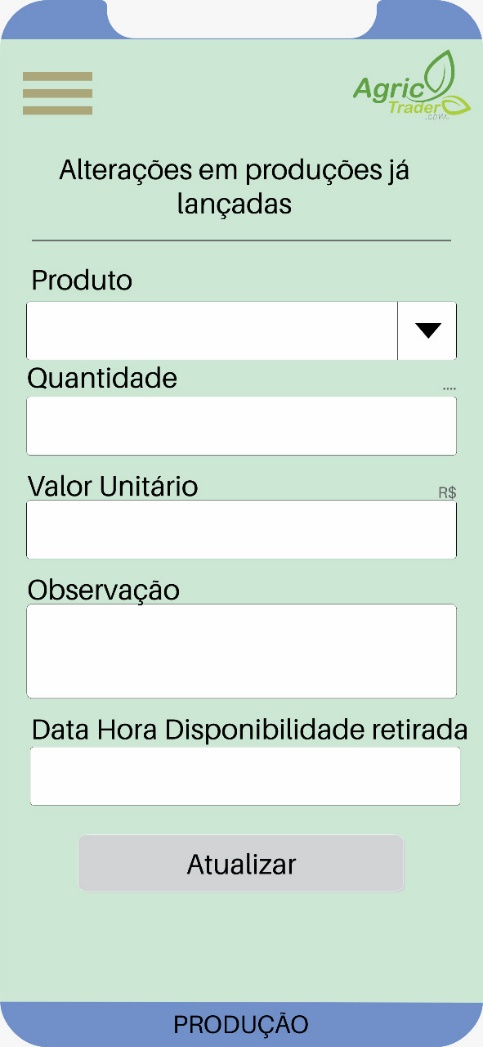 Agric
Trader
.com
Alterações em produções já
lançadas
Produto
Quantidade
....
Valor Unitário
R$
Observação
Data Hora Disponibilidade retirada
Atualizar
PRODUÇÃO